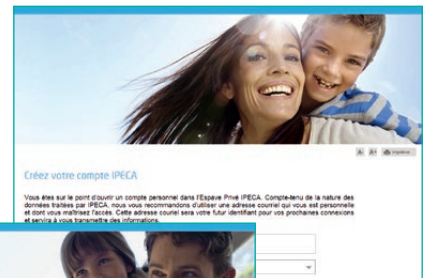 A- A+ Imprimer
Créez votre compte IPECA
Vous êtes sur le point d'ouvrir un compte personnel dans l'Espave Privé IPECA. Compte-tenu de la nature des
données traitées par IPECA, nous vous recommandons d'utiliser une adresse courriel qui vous est personnelle
et dont vous maîtrisez l'accès. Cette adresse couriel sera votre futur identifiant pour vos prochaines connexions
et servira à vous transmettre des informations.